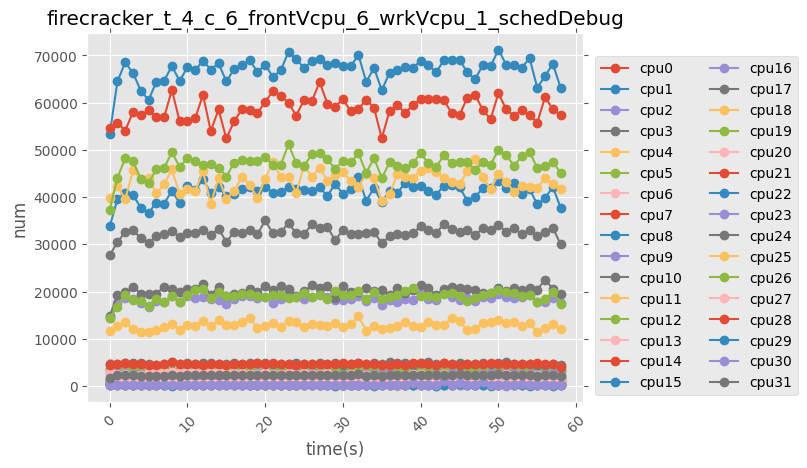 firecracker_t_4_c_6_frontVcpu_6_wrkVcpu_1_schedDebug
70000
60000
50000
40000
30000
20000
10000
0
num
0
10
20
30
40
50
60
time(s)
cpu0
cpu1
cpu2
cpu3
cpu4
cpu5
cpu6
cpu7
cpu8
cpu9
cpu10
cpu11
cpu12
cpu13
cpu14
cpu15
cpu16
cpu17
cpu18
cpu19
cpu20
cpu21
cpu22
cpu23
cpu24
cpu25
cpu26
cpu27
cpu28
cpu29
cpu30
cpu31